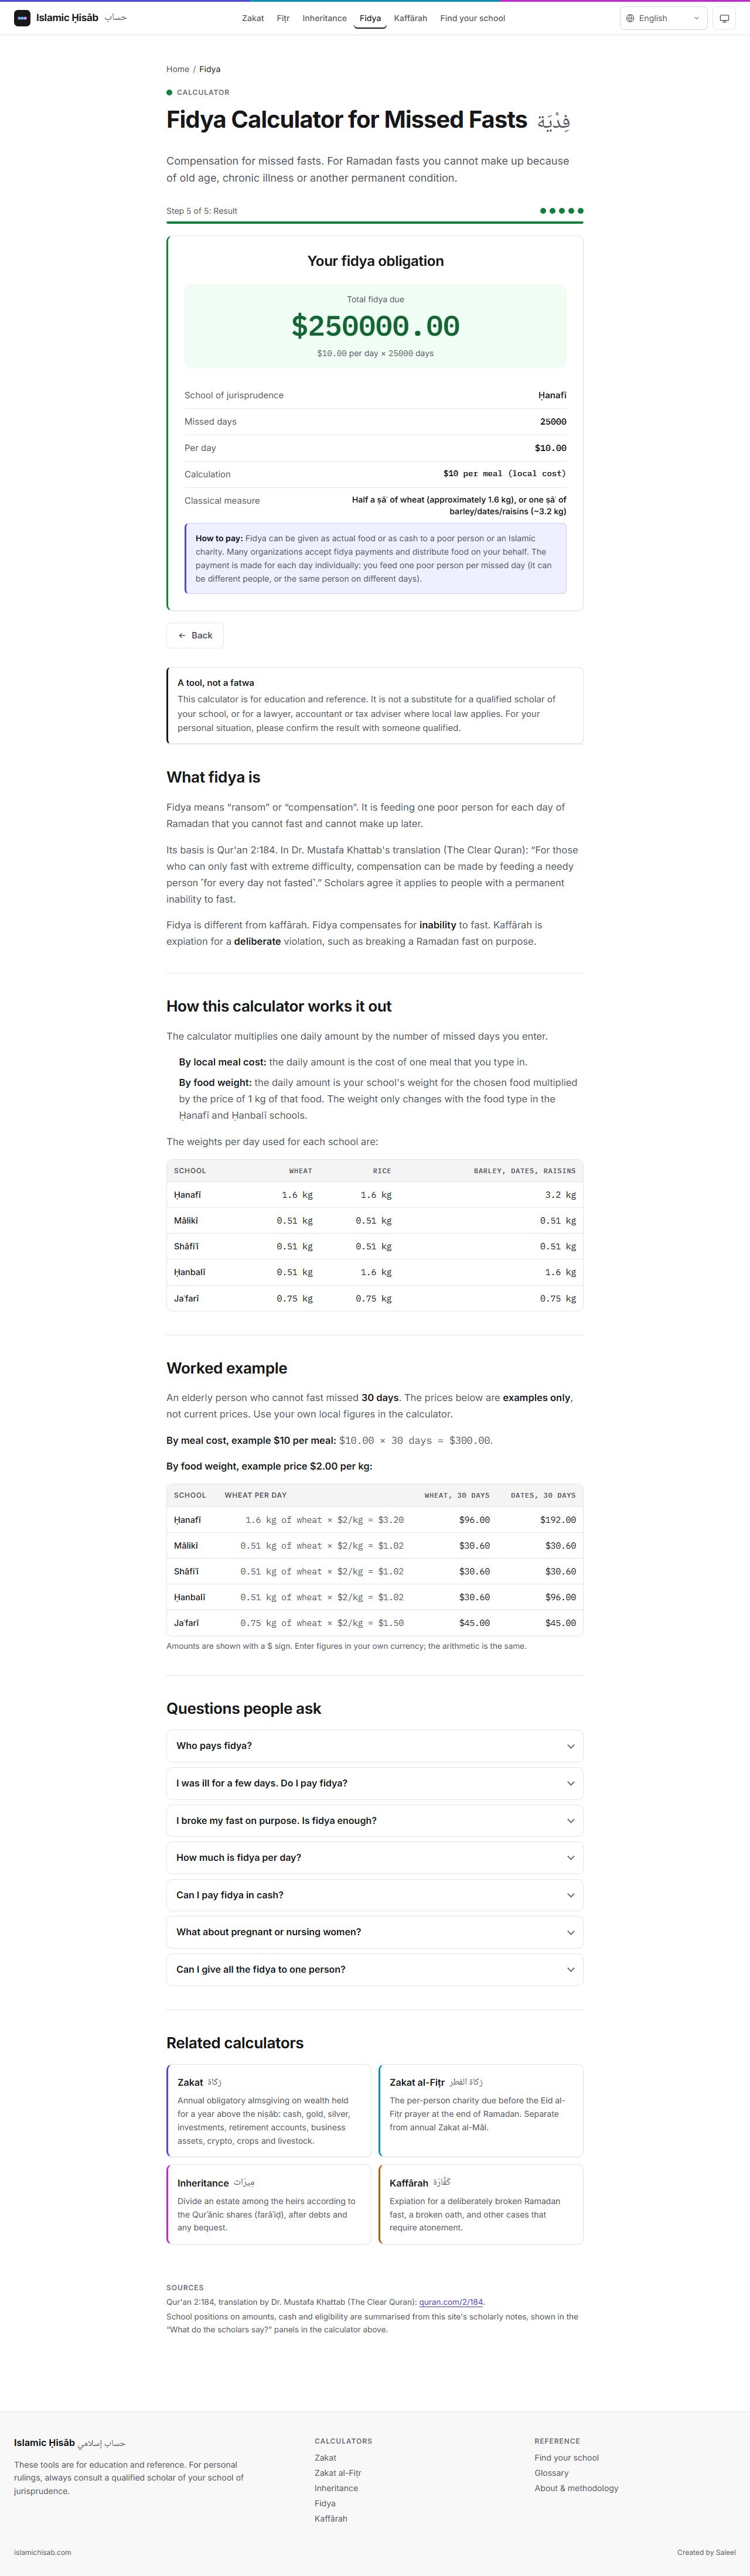 Islamic Ḥisāb حساب
Zakat Fiṭr Inheritance Fidya Kaffārah Find your school
English
Home / Fidya
CALCULATOR
Fidya Calculator for Missed Fasts فِدْيَة
Compensation for missed fasts. For Ramadan fasts you cannot make up because
of old age, chronic illness or another permanent condition.
Step 5 of 5: Result
Your fidya obligation
Total fidya due
$250000.00
$10.00 per day × 25000 days
School of jurisprudence Ḥanafī
Missed days 25000
Per day $10.00
Calculation $10 per meal (local cost)
Classical measure Half a ṣāʿ of wheat (approximately 1.6 kg), or one ṣāʿ of
barley/dates/raisins (~3.2 kg)
How to pay: Fidya can be given as actual food or as cash to a poor person or an Islamic
charity. Many organizations accept fidya payments and distribute food on your behalf. The
payment is made for each day individually: you feed one poor person per missed day (it can
be different people, or the same person on different days).
← Back
A tool, not a fatwa
This calculator is for education and reference. It is not a substitute for a qualified scholar of
your school, or for a lawyer, accountant or tax adviser where local law applies. For your
personal situation, please confirm the result with someone qualified.
What fidya is
Fidya means “ransom” or “compensation”. It is feeding one poor person for each day of
Ramadan that you cannot fast and cannot make up later.
Its basis is Qur'an 2:184. In Dr. Mustafa Khattab's translation (The Clear Quran): “For those
who can only fast with extreme difficulty, compensation can be made by feeding a needy
person ˹for every day not fasted˺.” Scholars agree it applies to people with a permanent
inability to fast.
Fidya is different from kaffārah. Fidya compensates for inability to fast. Kaffārah is
expiation for a deliberate violation, such as breaking a Ramadan fast on purpose.
How this calculator works it out
The calculator multiplies one daily amount by the number of missed days you enter.
By local meal cost: the daily amount is the cost of one meal that you type in.
By food weight: the daily amount is your school's weight for the chosen food multiplied
by the price of 1 kg of that food. The weight only changes with the food type in the
Ḥanafī and Ḥanbalī schools.
The weights per day used for each school are:
SCHOOL WHEAT RICE BARLEY, DATES, RAISINS
Ḥanafī 1.6 kg 1.6 kg 3.2 kg
Mālikī 0.51 kg 0.51 kg 0.51 kg
Shāfiʿī 0.51 kg 0.51 kg 0.51 kg
Ḥanbalī 0.51 kg 1.6 kg 1.6 kg
Jaʿfarī 0.75 kg 0.75 kg 0.75 kg
Worked example
An elderly person who cannot fast missed 30 days. The prices below are examples only,
not current prices. Use your own local figures in the calculator.
By meal cost, example $10 per meal: $10.00 × 30 days = $300.00.
By food weight, example price $2.00 per kg:
SCHOOL WHEAT PER DAY WHEAT, 30 DAYS DATES, 30 DAYS
Ḥanafī 1.6 kg of wheat × $2/kg = $3.20 $96.00 $192.00
Mālikī 0.51 kg of wheat × $2/kg = $1.02 $30.60 $30.60
Shāfiʿī 0.51 kg of wheat × $2/kg = $1.02 $30.60 $30.60
Ḥanbalī 0.51 kg of wheat × $2/kg = $1.02 $30.60 $96.00
Jaʿfarī 0.75 kg of wheat × $2/kg = $1.50 $45.00 $45.00
Amounts are shown with a $ sign. Enter figures in your own currency; the arithmetic is the same.
Questions people ask
Who pays fidya?
I was ill for a few days. Do I pay fidya?
I broke my fast on purpose. Is fidya enough?
How much is fidya per day?
Can I pay fidya in cash?
What about pregnant or nursing women?
Can I give all the fidya to one person?
Related calculators
Zakat زكاة
Annual obligatory almsgiving on wealth held
for a year above the niṣāb: cash, gold, silver,
investments, retirement accounts, business
assets, crypto, crops and livestock.
Zakat al-Fiṭr زكاة الفطر
The per-person charity due before the Eid al-
Fiṭr prayer at the end of Ramadan. Separate
from annual Zakat al-Māl.
Inheritance مِيرَاث
Divide an estate among the heirs according to
the Qurʾānic shares (farāʾiḍ), after debts and
any bequest.
Kaffārah كَفَّارَة
Expiation for a deliberately broken Ramadan
fast, a broken oath, and other cases that
require atonement.
SOURCES
Qur'an 2:184, translation by Dr. Mustafa Khattab (The Clear Quran): quran.com/2/184.
School positions on amounts, cash and eligibility are summarised from this site's scholarly notes, shown in the
“What do the scholars say?” panels in the calculator above.
Islamic Ḥisāb حساب إسلامي
These tools are for education and reference. For personal
rulings, always consult a qualified scholar of your school of
jurisprudence.
CALCULATORS
Zakat
Zakat al-Fiṭr
Inheritance
Fidya
Kaffārah
REFERENCE
Find your school
Glossary
About & methodology
islamichisab.com
Created by Saleel